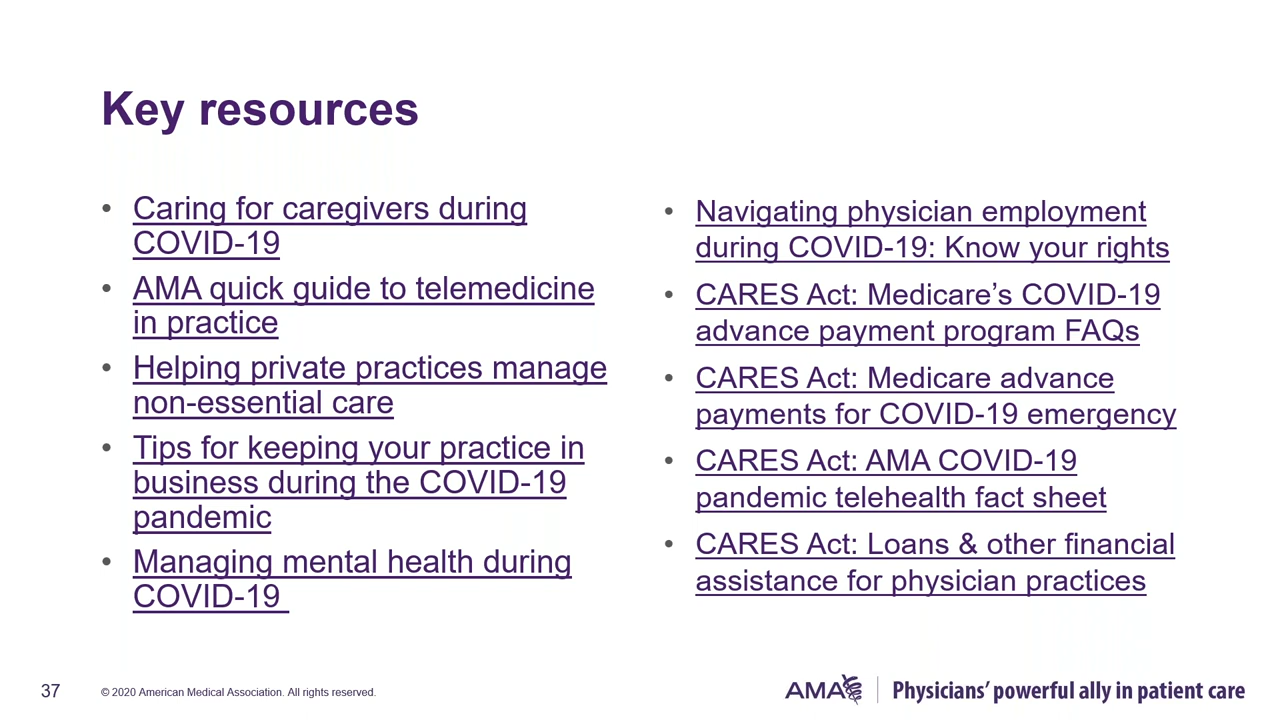 Key resources
• Caring for caregivers during
COVID-19
• AMA quick guide to telemedicine
in practice
• Helping private practices manage
non-essential care
• Tips for keeping your practice in
business during the COVID-19
pandemic
• Managing mental health during
COVID-19
• Navigating physician employment
during COVID-19: Know your rights
• CARES Act: Medicare’s COVID-19
advance payment program FAQs
• CARES Act: Medicare advance
payments for COVID-19 emergency
• CARES Act: AMA COVID-19
pandemic telehealth fact sheet
• CARES Act: Loans & other financial
assistance for physician practices
37
© 2020 American Medical Association. All rights reserved.
AMA
Physicians’ powerful ally in patient care